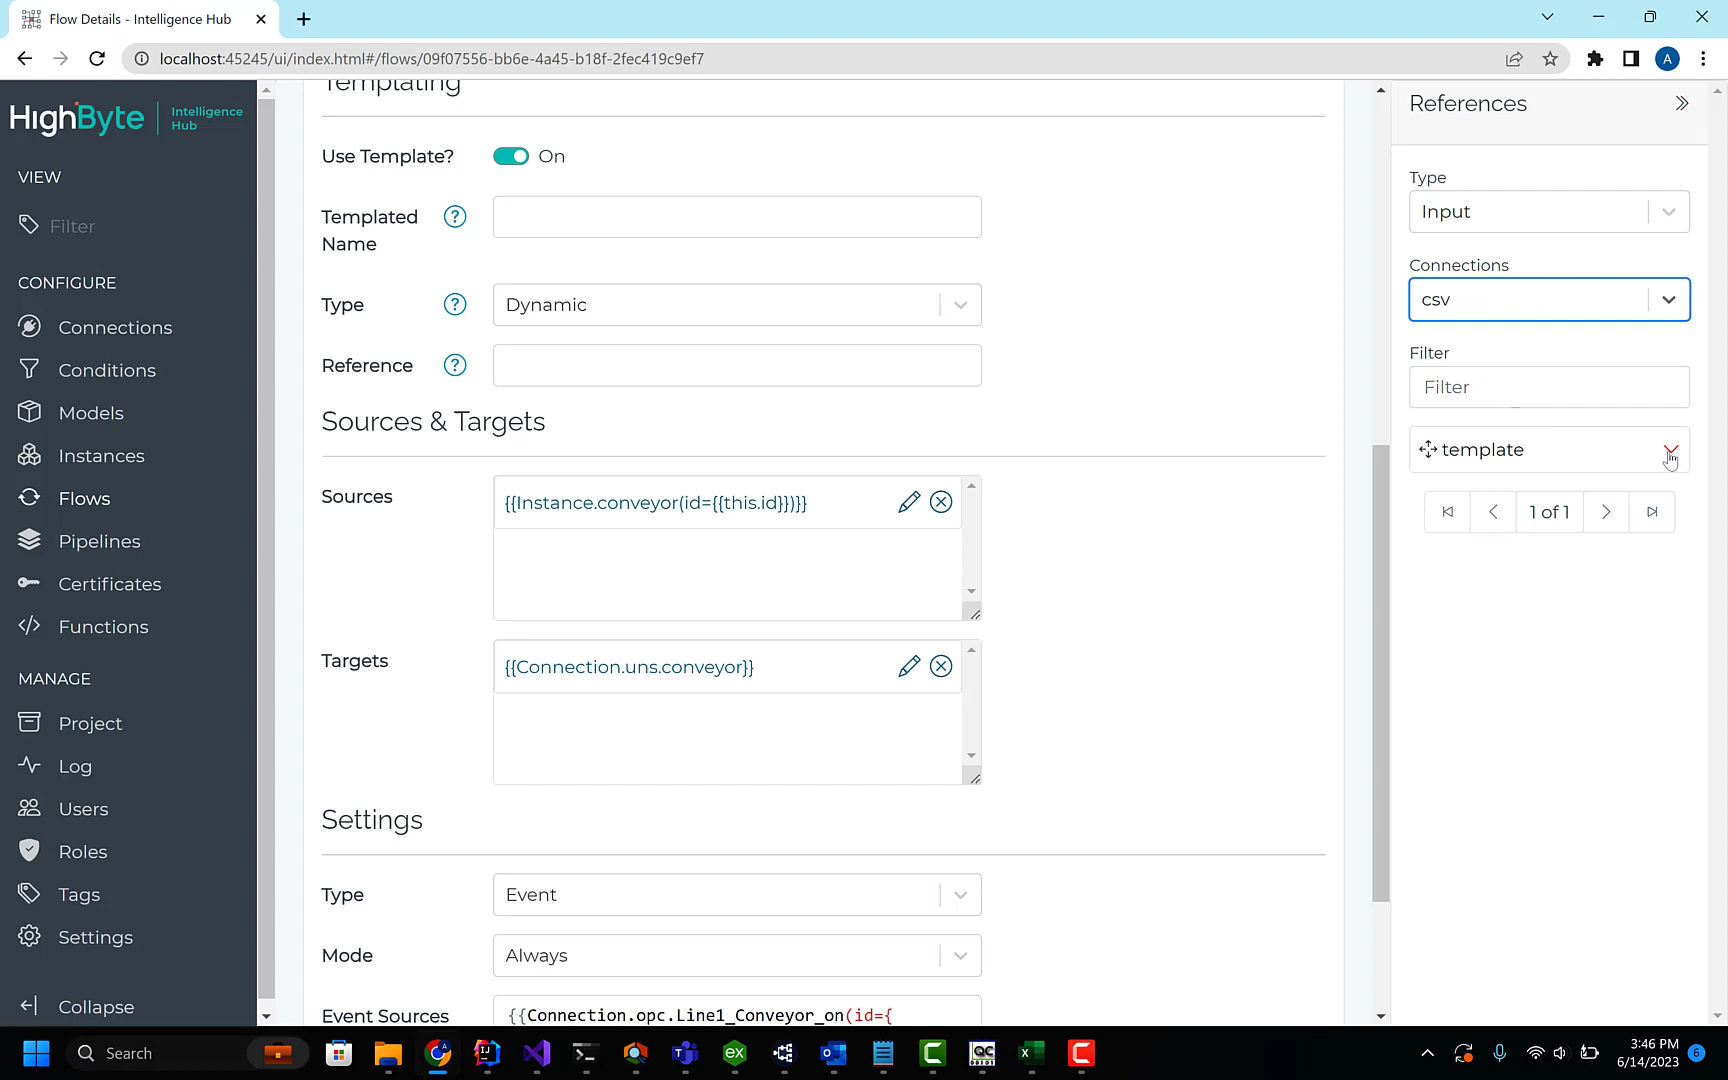 Flow Details - Intelligence Hub
localhost:45245/ui/index.html#/flows/09f07556-bb6e-4a45-b18f-2fec419c9ef7
A
HighByte
Intelligence
Hub
VIEW
Filter
CONFIGURE
Connections
Conditions
Models
Instances
Flows
Pipelines
Certificates
Functions
MANAGE
Project
Log
Users
Roles
Tags
Settings
Collapse
Templating
Use Template?
On
Templated
Name
Type
Dynamic
Reference
Sources & Targets
Sources
{{Instance.conveyor(id={{this.id}})}}
Targets
{{Connection.uns.conveyor}}
Settings
Type
Event
Mode
Always
Event Sources
{{Connection.opc.Line1_Conveyor_on(id={
References
Type
Input
Connections
csv
Filter
Filter
template
1 of 1
Search
3:46 PM
6/14/2023
6